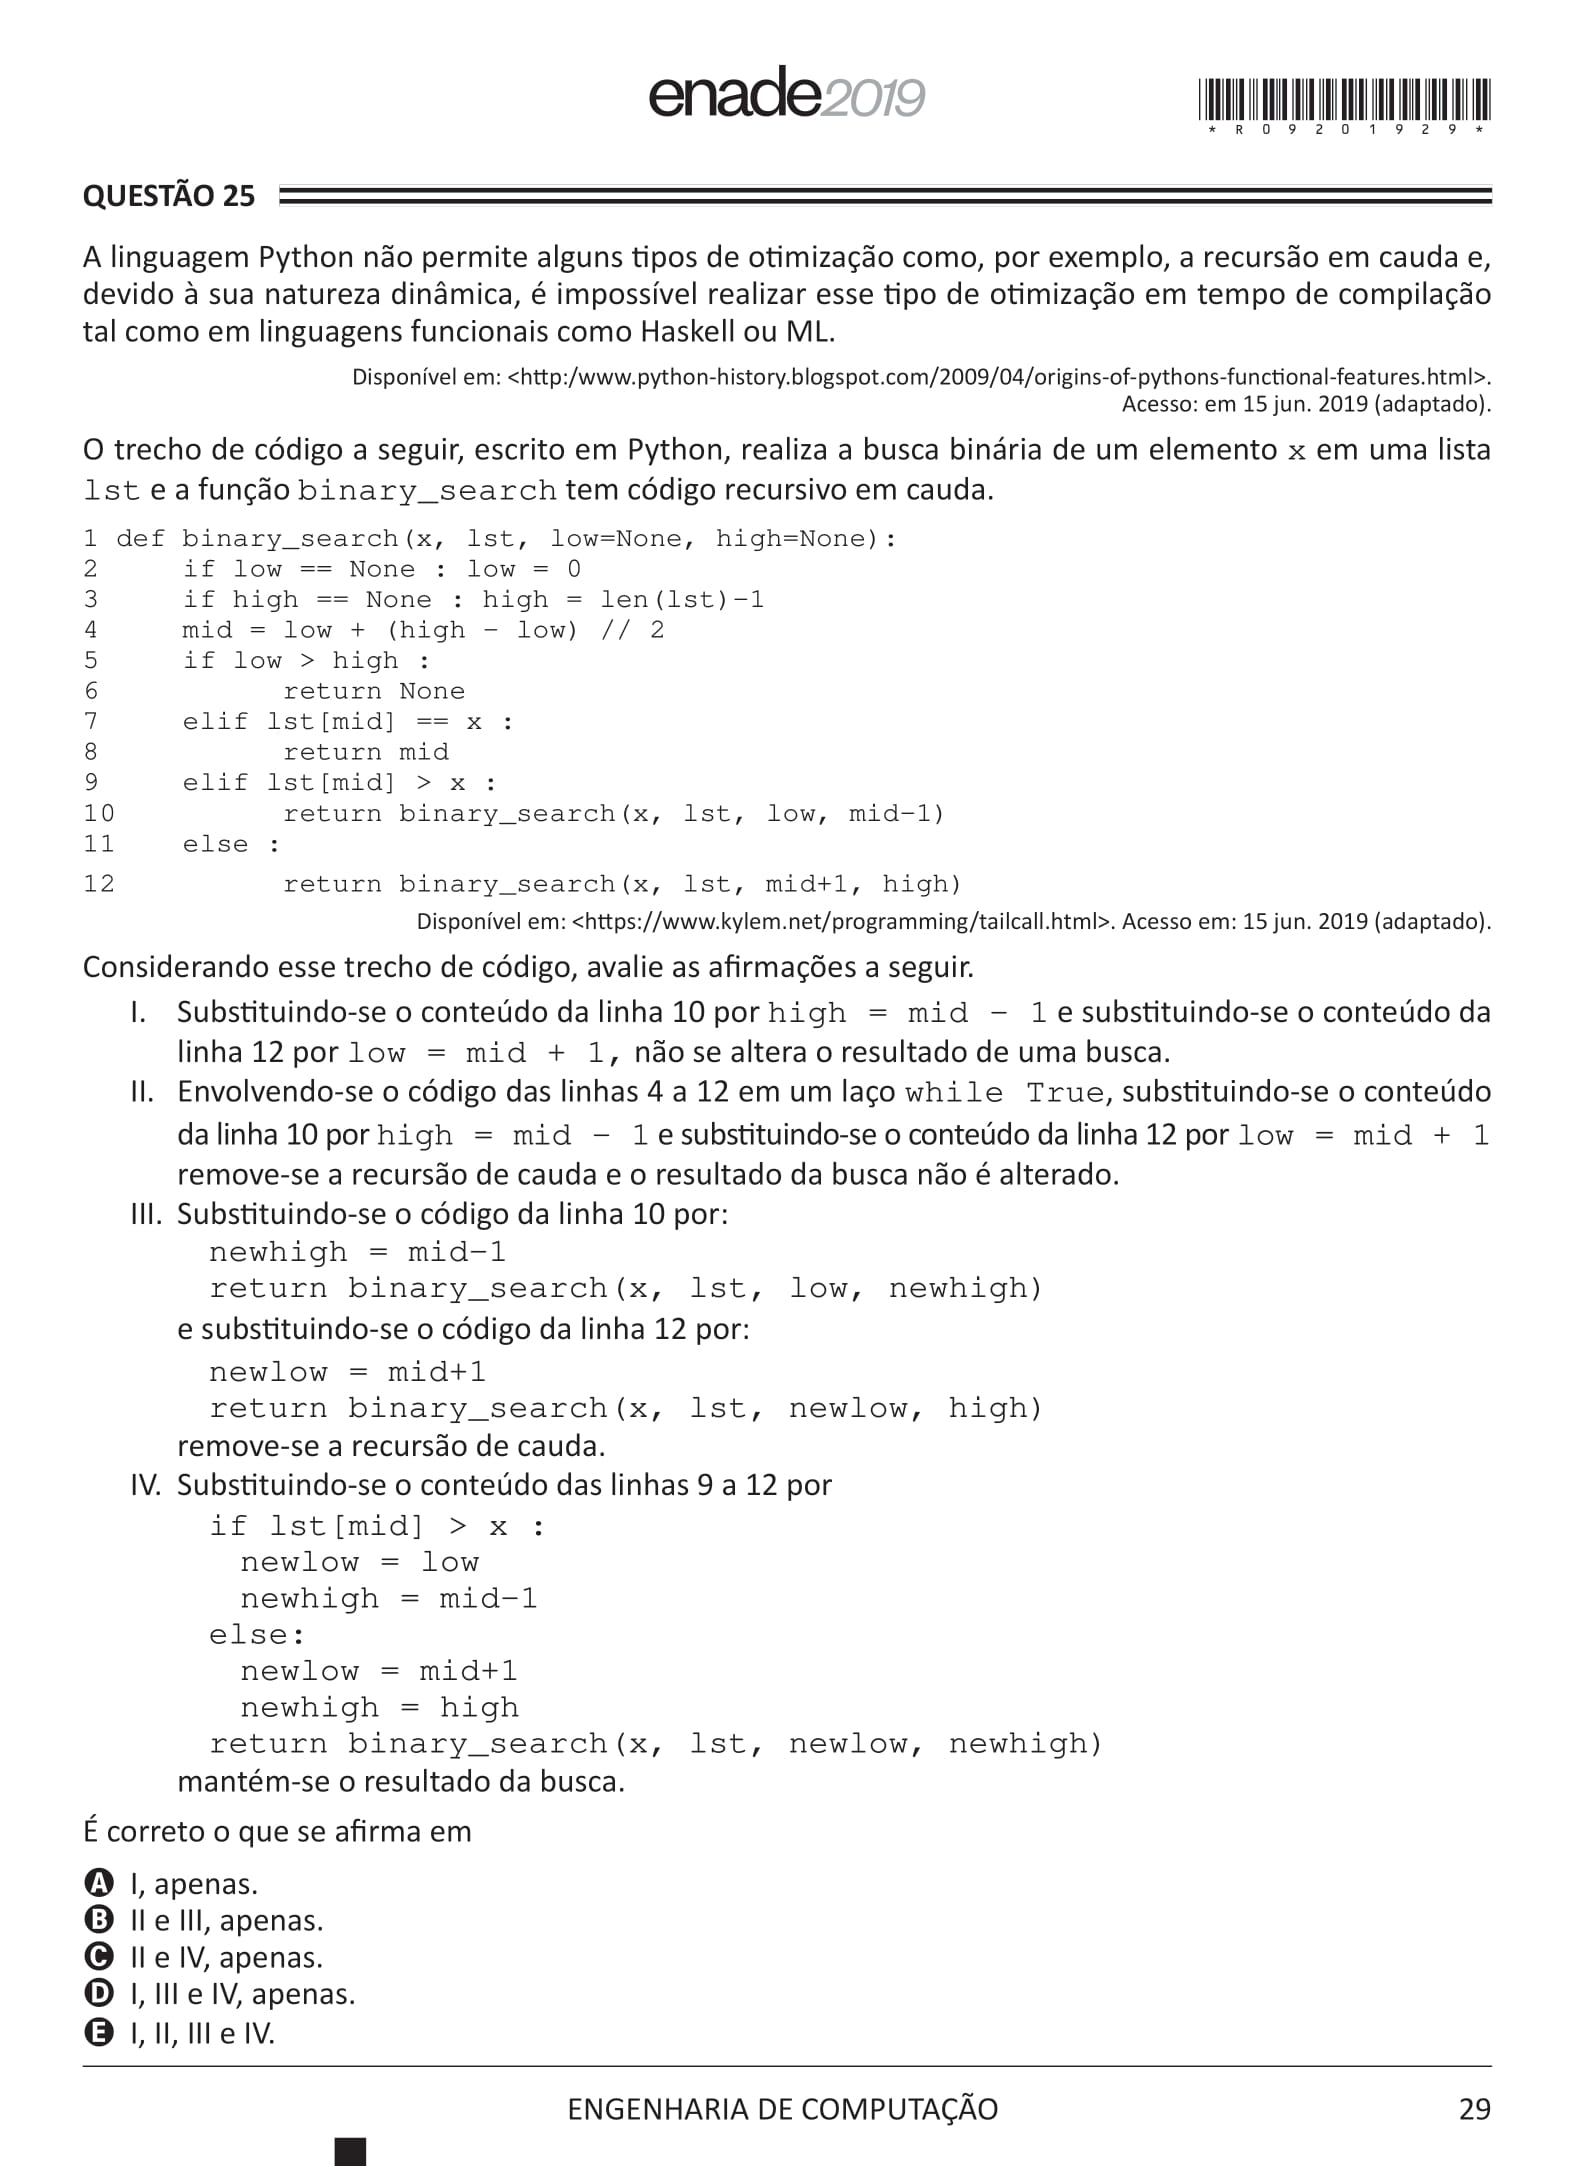 enade2019
* R 0 9 2 0 1 9 2 9 *
QUESTÃO 25
A linguagem Python não permite alguns tipos de otimização como, por exemplo, a recursão em cauda e,
devido à sua natureza dinâmica, é impossível realizar esse tipo de otimização em tempo de compilação
tal como em linguagens funcionais como Haskell ou ML.
Disponível em: <http:/www.python-history.blogspot.com/2009/04/origins-of-pythons-functional-features.html>.
Acesso: em 15 jun. 2019 (adaptado).
O trecho de código a seguir, escrito em Python, realiza a busca binária de um elemento x em uma lista
lst e a função binary_search tem código recursivo em cauda.
1 def binary_search(x, lst, low=None, high=None):
2     if low == None : low = 0
3     if high == None : high = len(lst)-1
4     mid = low + (high - low) // 2
5     if low > high :
6           return None
7     elif lst[mid] == x :
8           return mid
9     elif lst[mid] > x :
10          return binary_search(x, lst, low, mid-1)
11    else :
12          return binary_search(x, lst, mid+1, high)
Disponível em: <https://www.kylem.net/programming/tailcall.html>. Acesso em: 15 jun. 2019 (adaptado).
Considerando esse trecho de código, avalie as afirmações a seguir.
I. Substituindo-se o conteúdo da linha 10 por high = mid - 1 e substituindo-se o conteúdo da
linha 12 por low = mid + 1, não se altera o resultado de uma busca.
II. Envolvendo-se o código das linhas 4 a 12 em um laço while True, substituindo-se o conteúdo
da linha 10 por high = mid - 1 e substituindo-se o conteúdo da linha 12 por low = mid + 1
remove-se a recursão de cauda e o resultado da busca não é alterado.
III. Substituindo-se o código da linha 10 por:
newhigh = mid-1
return binary_search(x, lst, low, newhigh)
e substituindo-se o código da linha 12 por:
newlow = mid+1
return binary_search(x, lst, newlow, high)
remove-se a recursão de cauda.
IV. Substituindo-se o conteúdo das linhas 9 a 12 por
if lst[mid] > x :
newlow = low
newhigh = mid-1
else:
newlow = mid+1
newhigh = high
return binary_search(x, lst, newlow, newhigh)
mantém-se o resultado da busca.
É correto o que se afirma em
A I, apenas.
B II e III, apenas.
C II e IV, apenas.
D I, III e IV, apenas.
E I, II, III e IV.
ENGENHARIA DE COMPUTAÇÃO
29